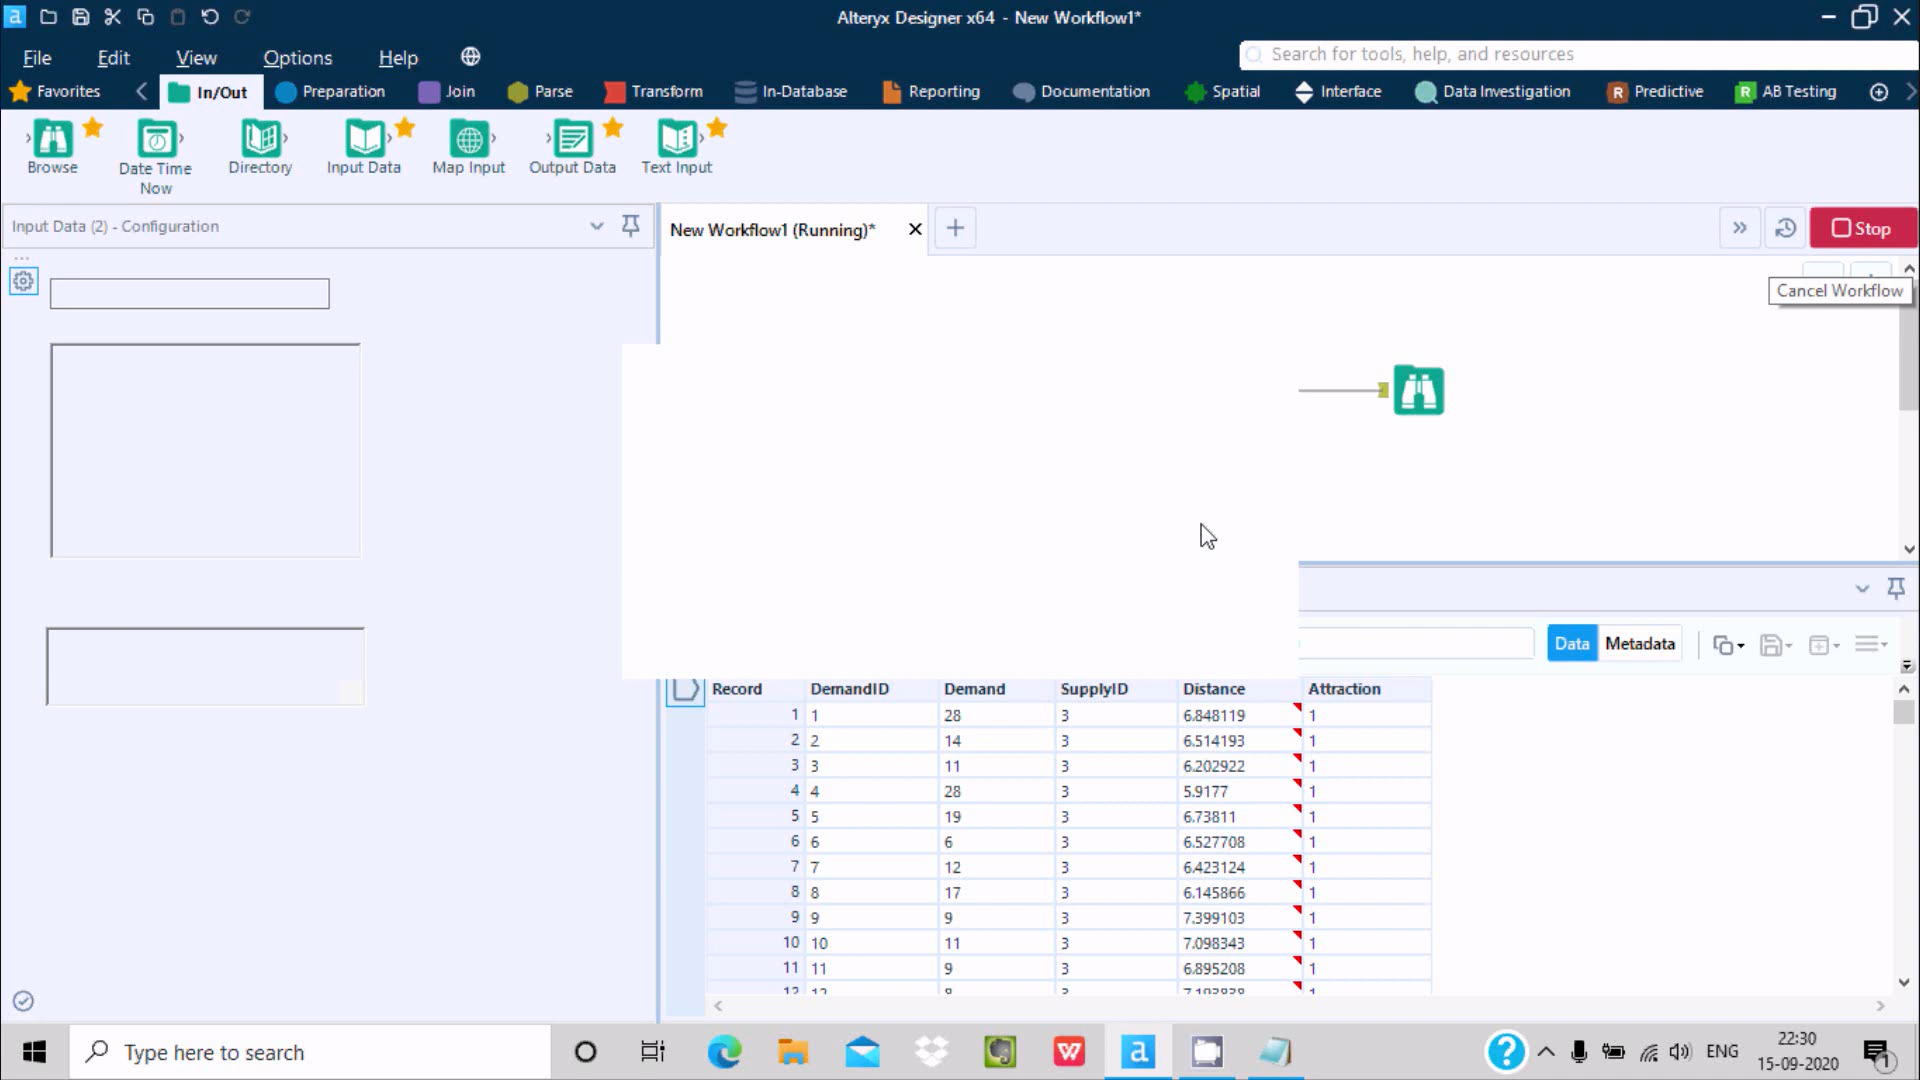 Alteryx Designer x64 - New Workflow1*
File Edit View Options Help
Search for tools, help, and resources
Favorites In/Out Preparation Join Parse Transform In-Database Reporting Documentation Spatial Interface Data Investigation Predictive AB Testing
Browse Date Time Now Directory Input Data Map Input Output Data Text Input
Input Data (2) - Configuration
New Workflow1 (Running)*
Stop
Cancel Workflow
Data Metadata
Record DemandID Demand SupplyID Distance Attraction
1 1 28 3 6.848119 1
2 2 14 3 6.514193 1
3 3 11 3 6.202922 1
4 4 28 3 5.9177 1
5 5 19 3 6.73811 1
6 6 6 3 6.527708 1
7 7 12 3 6.423124 1
8 8 17 3 6.145866 1
9 9 9 3 7.399103 1
10 10 11 3 7.098343 1
11 11 9 3 6.895208 1
Type here to search
ENG
22:30
15-09-2020
1